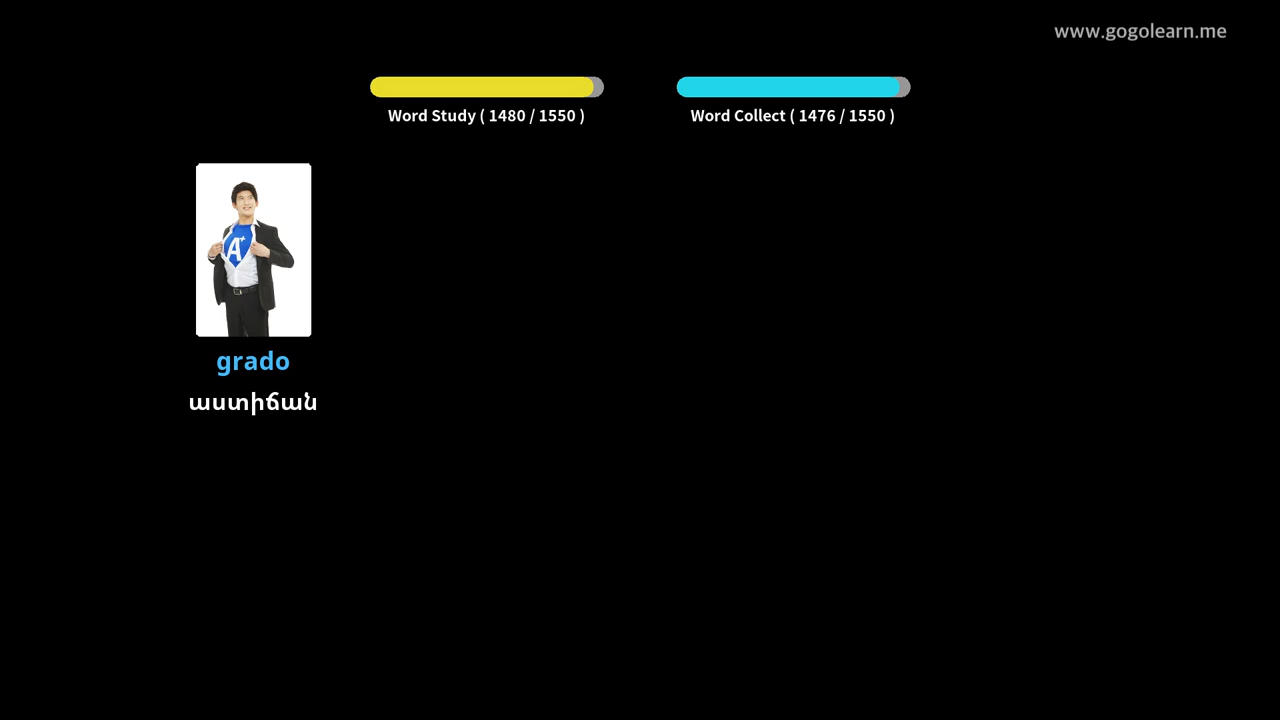 www.gogolearn.me
Word Study ( 1480 / 1550 )
Word Collect ( 1476 / 1550 )
A+
grado
աստիճան